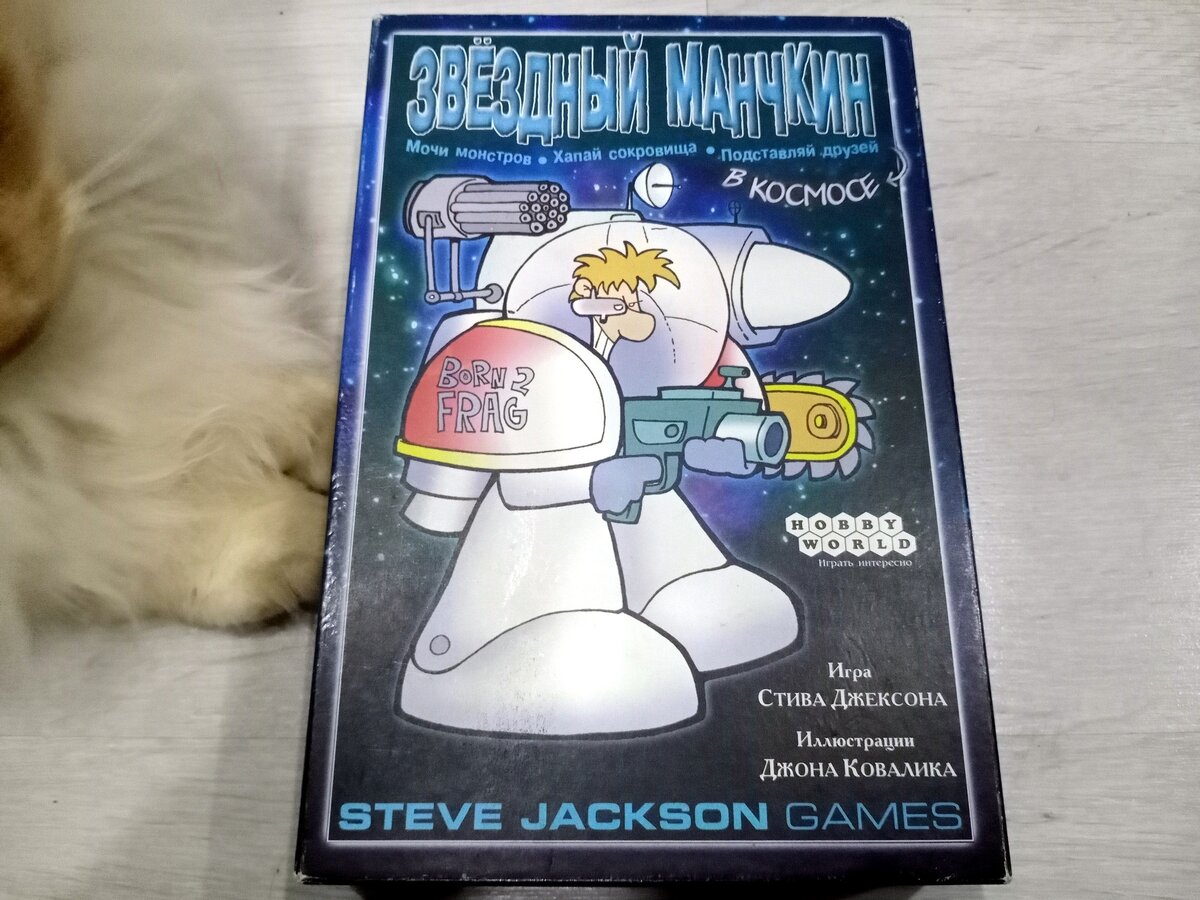 ЗВЁЗДНЫЙ МАНЧКИН
Мочи монстров • Хапай сокровища • Подставляй друзей
В КОСМОСЕ
BORN 2
FRAG
HOBBY
WORLD
Играть интересно
Игра
Стива Джексона
Иллюстрации
Джона Ковалика
STEVE JACKSON GAMES